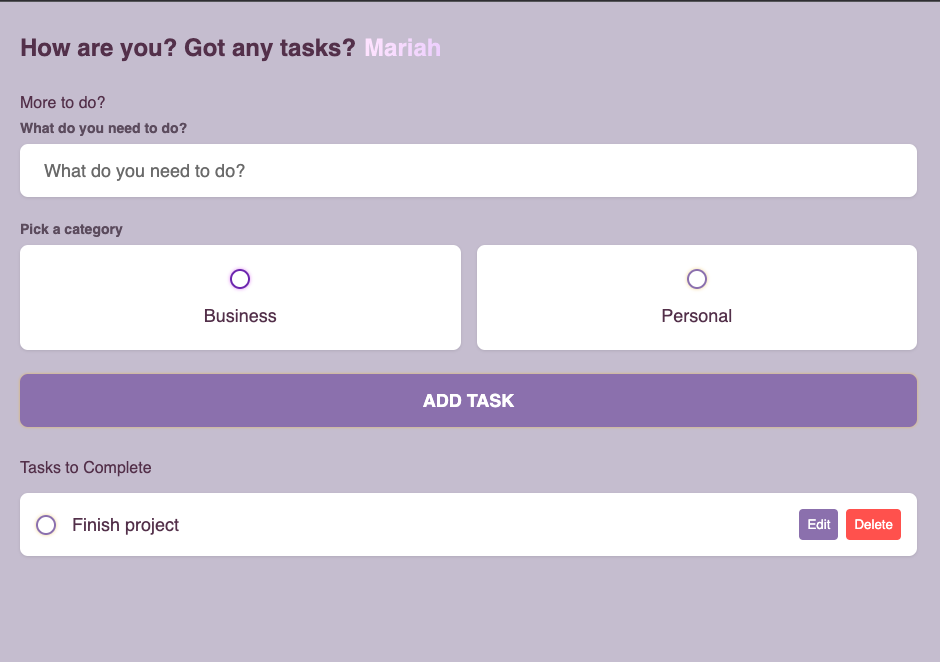 How are you? Got any tasks? Mariah
More to do?
What do you need to do?
What do you need to do?
Pick a category
Business
Personal
ADD TASK
Tasks to Complete
Finish project
Edit
Delete